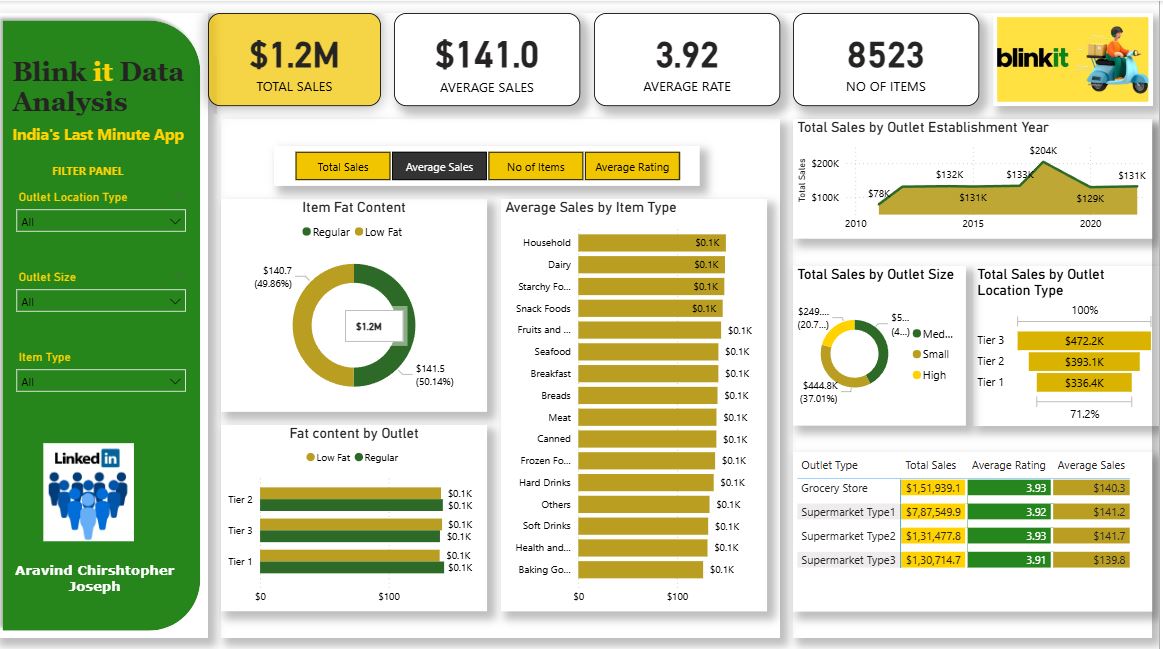 Blink it Data
Analysis
India's Last Minute App
FILTER PANEL
Outlet Location Type
All
Outlet Size
All
Item Type
All
Linked in
Aravind Chirshtopher
Joseph
$1.2M
TOTAL SALES
$141.0
AVERAGE SALES
3.92
AVERAGE RATE
8523
NO OF ITEMS
blinkit
Total Sales
Average Sales
No of Items
Average Rating
Item Fat Content
Regular Low Fat
$140.7
(49.86%)
$1.2M
$141.5
(50.14%)
Fat content by Outlet
Low Fat Regular
Tier 2 $0.1K
$0.1K
Tier 3 $0.1K
$0.1K
Tier 1 $0.1K
$0.1K
$0 $100
Average Sales by Item Type
Household $0.1K
Dairy $0.1K
Starchy Fo... $0.1K
Snack Foods $0.1K
Fruits and ... $0.1K
Seafood $0.1K
Breakfast $0.1K
Breads $0.1K
Meat $0.1K
Canned $0.1K
Frozen Fo... $0.1K
Hard Drinks $0.1K
Others $0.1K
Soft Drinks $0.1K
Health and... $0.1K
Baking Go... $0.1K
$0 $100
Total Sales by Outlet Establishment Year
Total Sales
$200K
$100K
$78K
$132K
$131K
$133K
$204K
$129K
$131K
2010 2015 2020
Total Sales by Outlet Size
$249....
(20.7...)
$5...
(4...)
$444.8K
(37.01%)
Med...
Small
High
Total Sales by Outlet
Location Type
100%
Tier 3 $472.2K
Tier 2 $393.1K
Tier 1 $336.4K
71.2%
Outlet Type Total Sales Average Rating Average Sales
Grocery Store $1,51,939.1 3.93 $140.3
Supermarket Type1 $7,87,549.9 3.92 $141.2
Supermarket Type2 $1,31,477.8 3.93 $141.7
Supermarket Type3 $1,30,714.7 3.91 $139.8